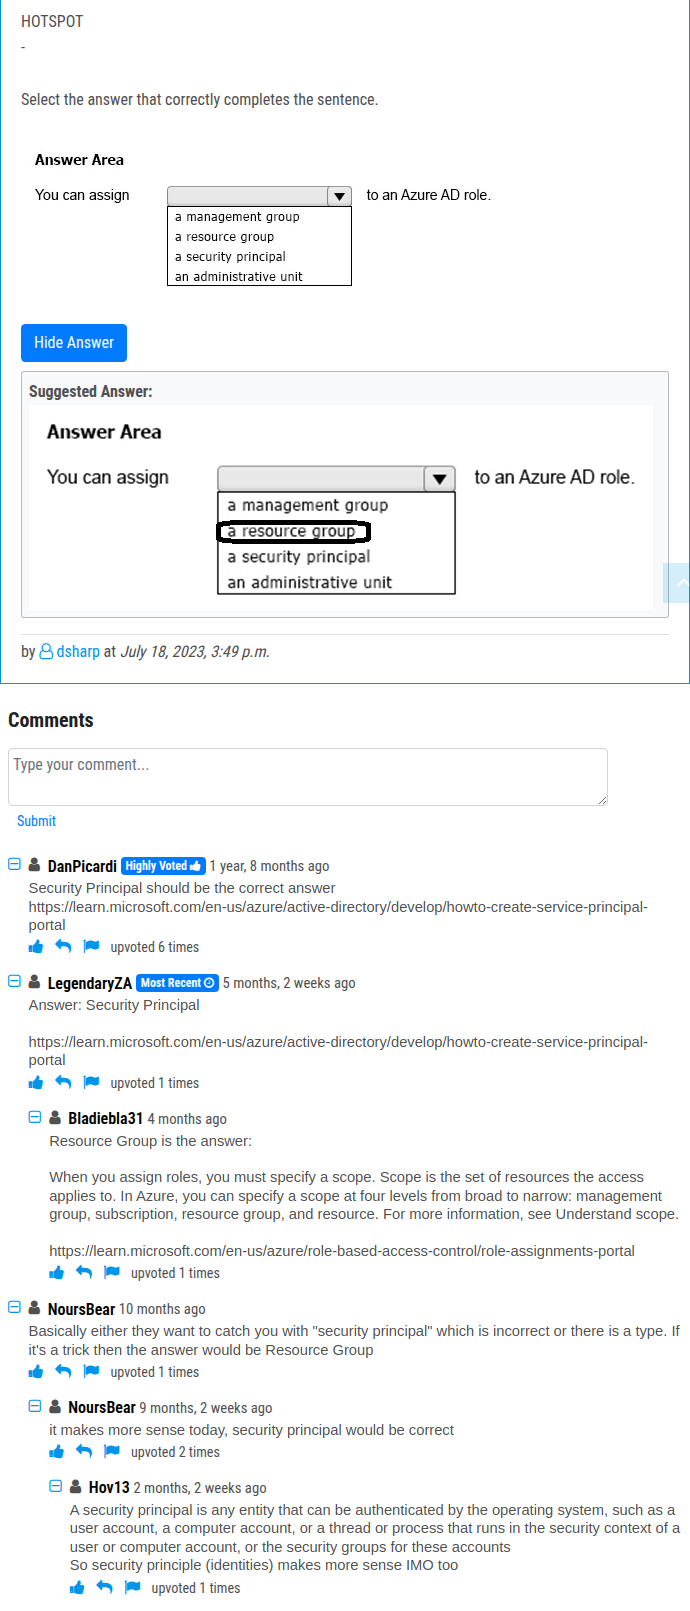 HOTSPOT
-
Select the answer that correctly completes the sentence.
Answer Area
You can assign
to an Azure AD role.
a management group
a resource group
a security principal
an administrative unit
Hide Answer
Suggested Answer:
Answer Area
You can assign
to an Azure AD role.
a management group
a resource group
a security principal
an administrative unit
by dsharp at July 18, 2023, 3:49 p.m.
Comments
Type your comment...
Submit
DanPicardi Highly Voted 1 year, 8 months ago
Security Principal should be the correct answer
https://learn.microsoft.com/en-us/azure/active-directory/develop/howto-create-service-principal-
portal
upvoted 6 times
LegendaryZA Most Recent 5 months, 2 weeks ago
Answer: Security Principal
https://learn.microsoft.com/en-us/azure/active-directory/develop/howto-create-service-principal-
portal
upvoted 1 times
Bladiebla31 4 months ago
Resource Group is the answer:
When you assign roles, you must specify a scope. Scope is the set of resources the access
applies to. In Azure, you can specify a scope at four levels from broad to narrow: management
group, subscription, resource group, and resource. For more information, see Understand scope.
https://learn.microsoft.com/en-us/azure/role-based-access-control/role-assignments-portal
upvoted 1 times
NoursBear 10 months ago
Basically either they want to catch you with "security principal" which is incorrect or there is a type. If
it's a trick then the answer would be Resource Group
upvoted 1 times
NoursBear 9 months, 2 weeks ago
it makes more sense today, security principal would be correct
upvoted 2 times
Hov13 2 months, 2 weeks ago
A security principal is any entity that can be authenticated by the operating system, such as a
user account, a computer account, or a thread or process that runs in the security context of a
user or computer account, or the security groups for these accounts
So security principle (identities) makes more sense IMO too
upvoted 1 times